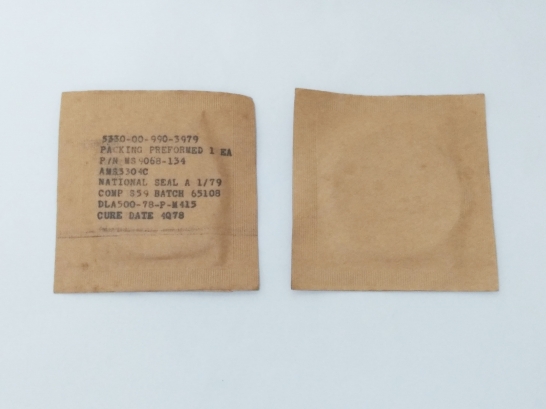 5330-00-990-3979
PACKING PREFORMED 1 EA
P/N MS9068-134
AMS3304C
NATIONAL SEAL A 1/79
COMP S59 BATCH 65108
DLA500-78-P-M415
CURE DATE 4Q78